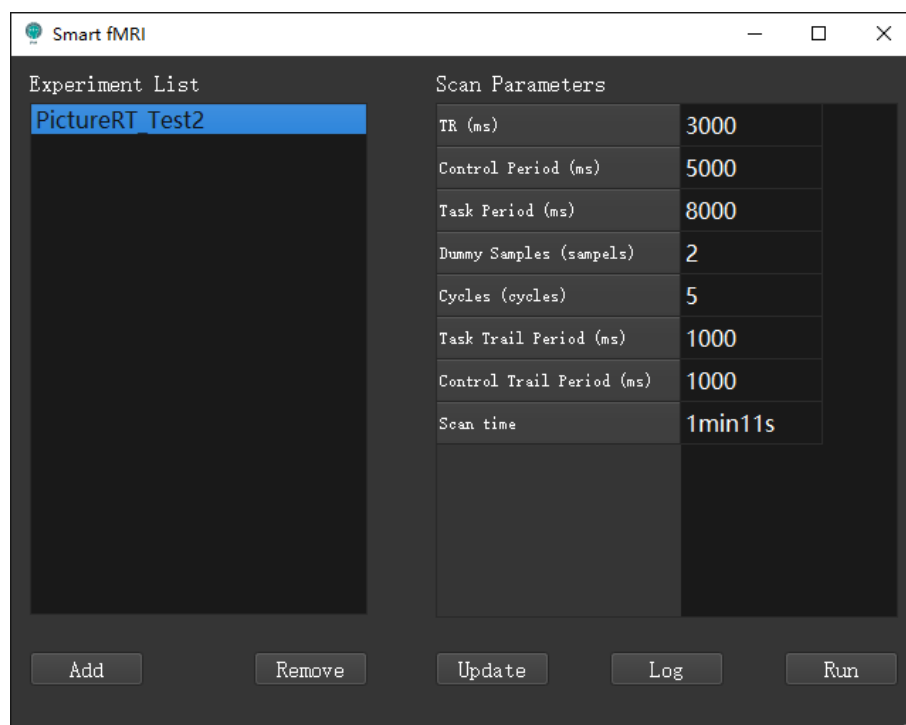 Smart fMRI
Experiment List
PictureRT_Test2
Scan Parameters
TR (ms) 3000
Control Period (ms) 5000
Task Period (ms) 8000
Dummy Samples (sampels) 2
Cycles (cycles) 5
Task Trail Period (ms) 1000
Control Trail Period (ms) 1000
Scan time 1min11s
Add Remove Update Log Run